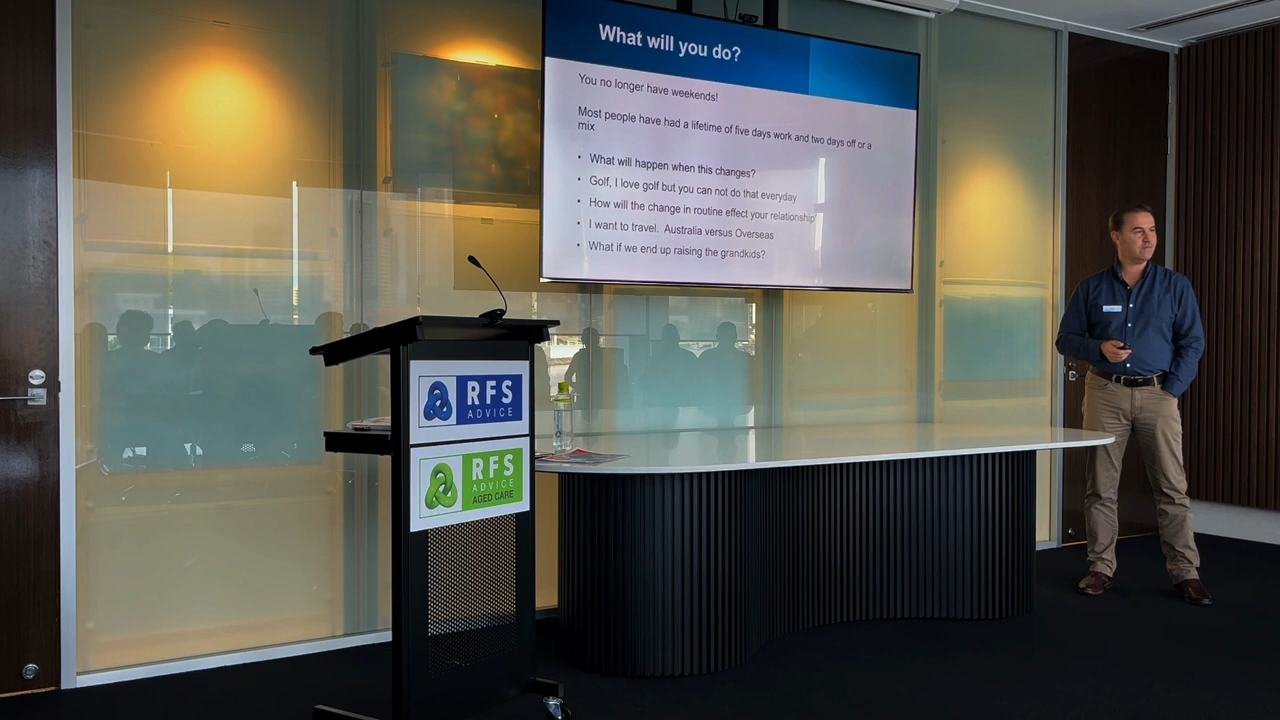 What will you do?
You no longer have weekends!
Most people have had a lifetime of five days work and two days off or a
mix
• What will happen when this changes?
• Golf, I love golf but you can not do that everyday
• How will the change in routine effect your relationship
• I want to travel. Australia versus Overseas
• What if we end up raising the grandkids?
RFS
ADVICE
RFS
ADVICE
AGED CARE